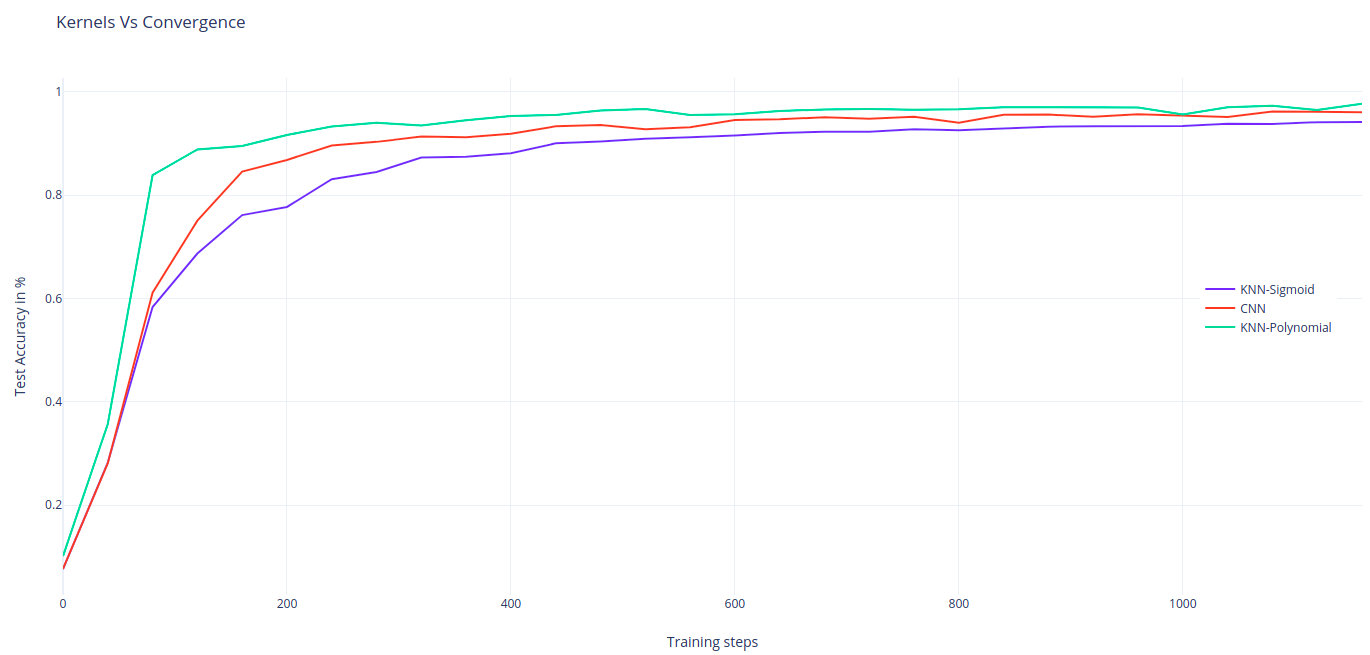 Kernels Vs Convergence
Test Accuracy in %
1
0.8
0.6
0.4
0.2
0
200
400
600
800
1000
Training steps
KNN-Sigmoid
CNN
KNN-Polynomial